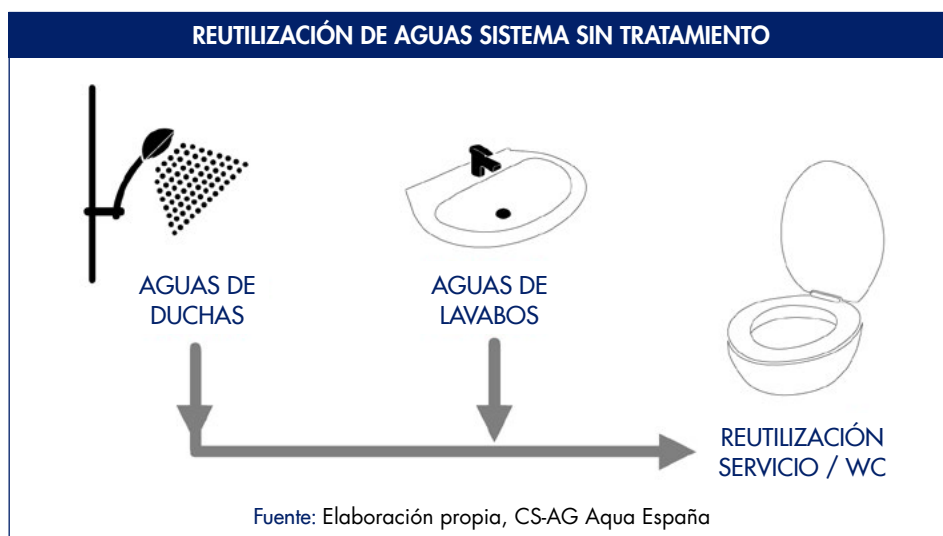 REUTILIZACIÓN DE AGUAS SISTEMA SIN TRATAMIENTO
AGUAS DE
DUCHAS
AGUAS DE
LAVABOS
REUTILIZACIÓN
SERVICIO / WC
Fuente: Elaboración propia, CS-AG Aqua España